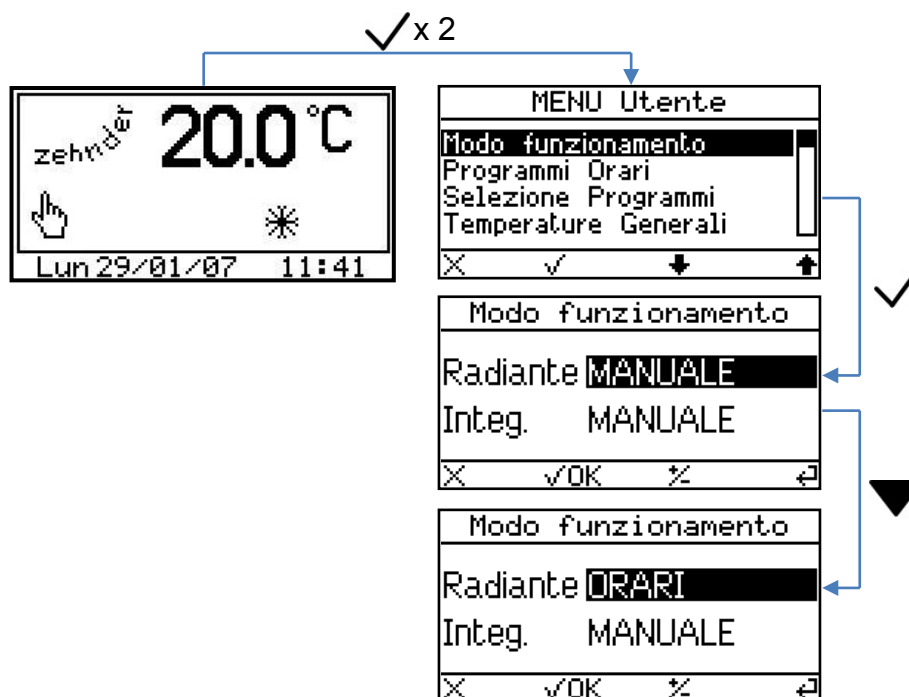 x 2
zehnder
20.0 °C
Lun 29/01/07 11:41
MENU Utente
Modo funzionamento
Programmi Orari
Selezione Programmi
Temperature Generali
Modo funzionamento
Radiante MANUALE
Integ. MANUALE
OK +/-
Modo funzionamento
Radiante ORARI
Integ. MANUALE
OK +/-